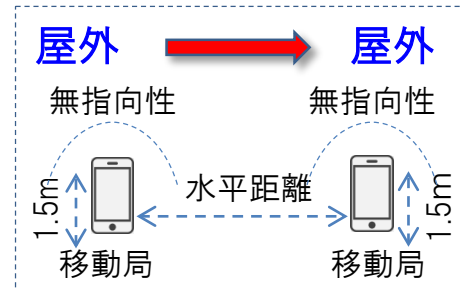 屋外
屋外
無指向性
無指向性
1.5m
水平距離
1.5m
移動局
移動局